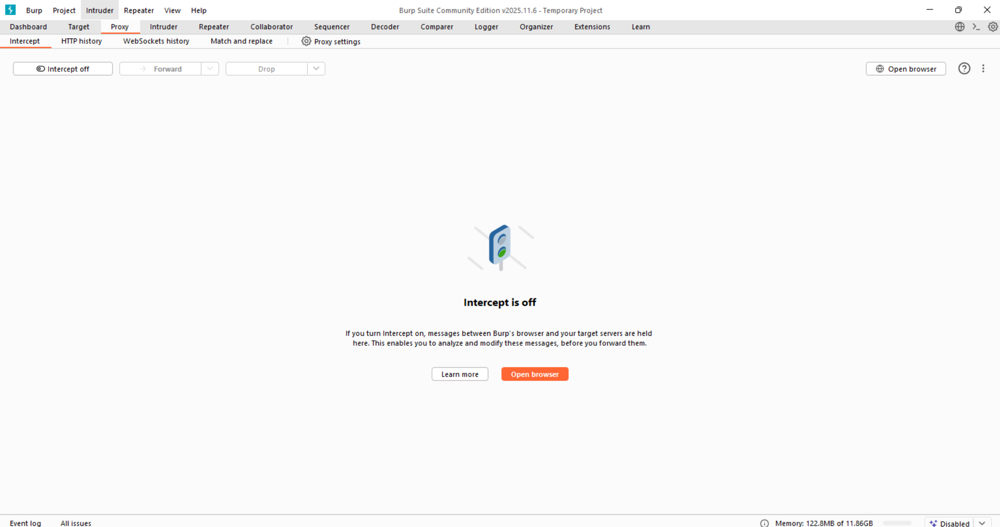 Burp Project Intruder Repeater View Help Burp Suite Community Edition v2025.11.6 - Temporary Project
Dashboard Target Proxy Intruder Repeater Collaborator Sequencer Decoder Comparer Logger Organizer Extensions Learn
Intercept HTTP history WebSockets history Match and replace Proxy settings
Intercept off Forward Drop Open browser
Intercept is off
If you turn Intercept on, messages between Burp's browser and your target servers are held
here. This enables you to analyze and modify these messages, before you forward them.
Learn more Open browser
Event log All issues Memory: 122.8MB of 11.86GB Disabled